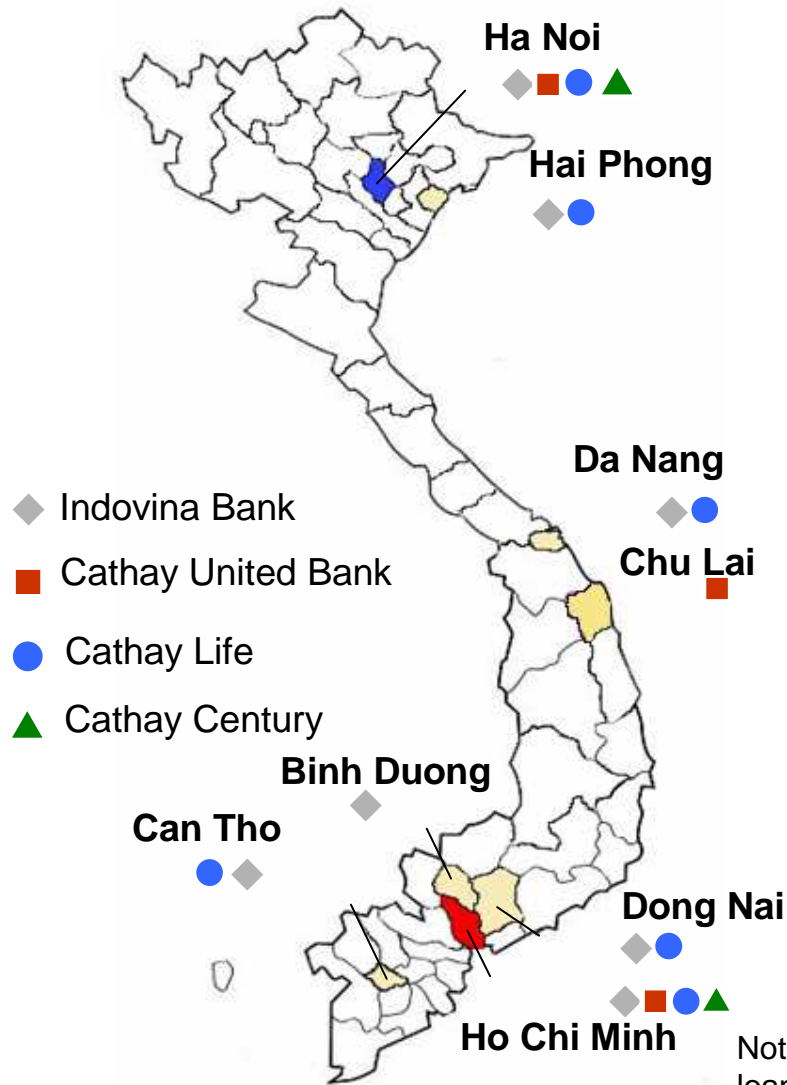 Ha Noi
Hai Phong
Da Nang
Indovina Bank
Chu Lai
Cathay United Bank
Cathay Life
Cathay Century
Binh Duong
Can Tho
Dong Nai
Ho Chi Minh
Not